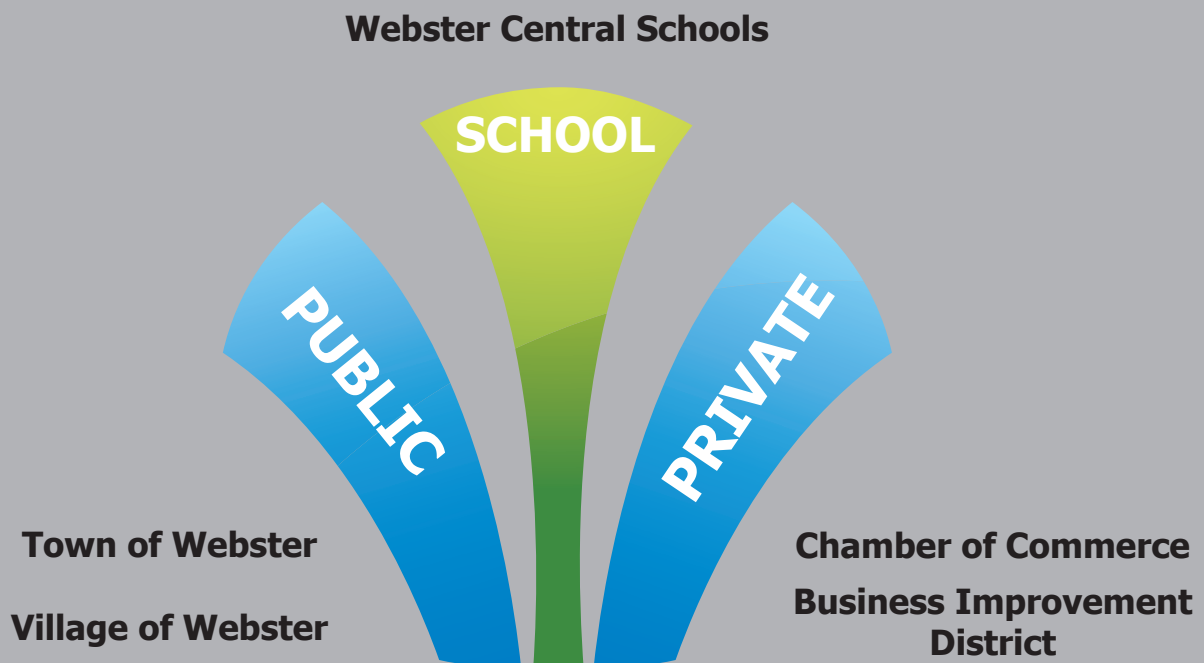 Webster Central Schools
SCHOOL
PUBLIC
PRIVATE
Town of Webster
Village of Webster
Chamber of Commerce
Business Improvement
District